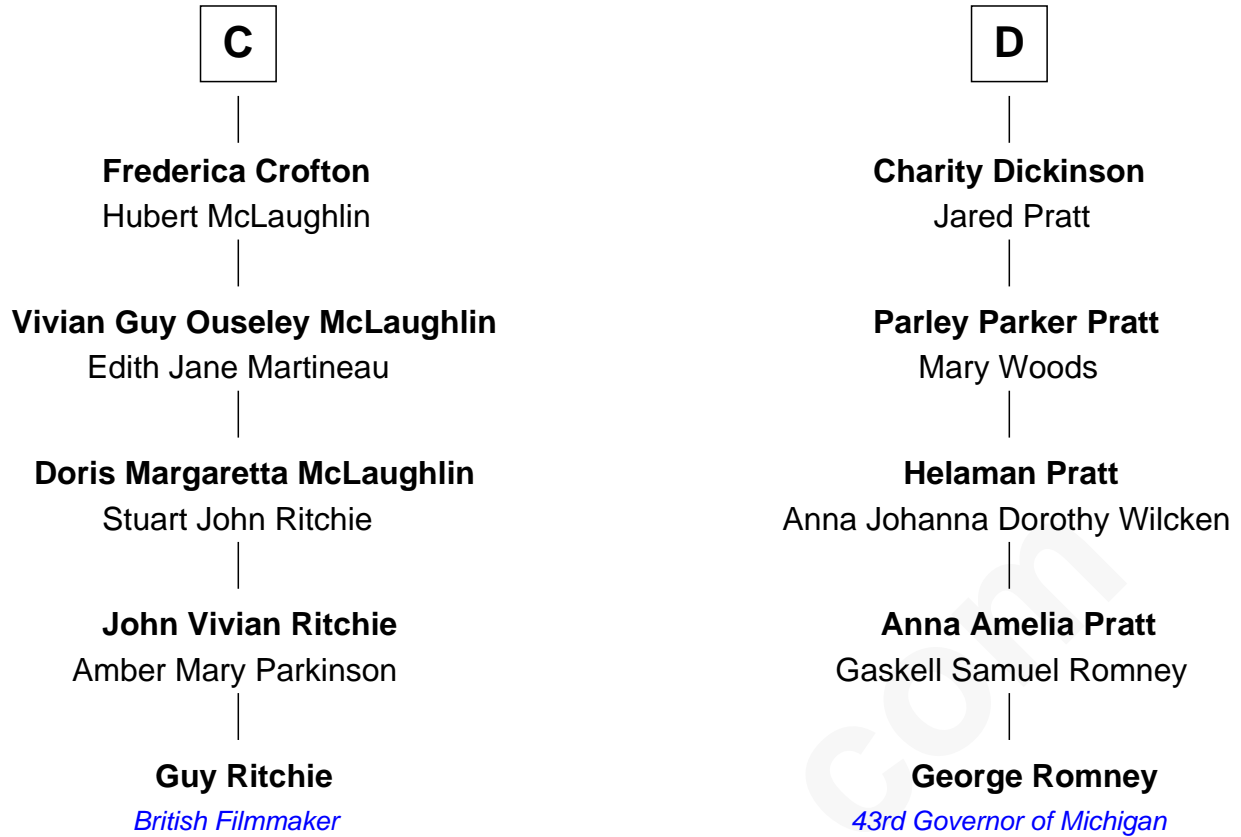 C
Frederica Crofton
Hubert McLaughlin
Vivian Guy Ouseley McLaughlin
Edith Jane Martineau
Doris Margaretta McLaughlin
Stuart John Ritchie
John Vivian Ritchie
Amber Mary Parkinson
Guy Ritchie
British Filmmaker
D
Charity Dickinson
Jared Pratt
Parley Parker Pratt
Mary Woods
Helaman Pratt
Anna Johanna Dorothy Wilcken
Anna Amelia Pratt
Gaskell Samuel Romney
George Romney
43rd Governor of Michigan
com